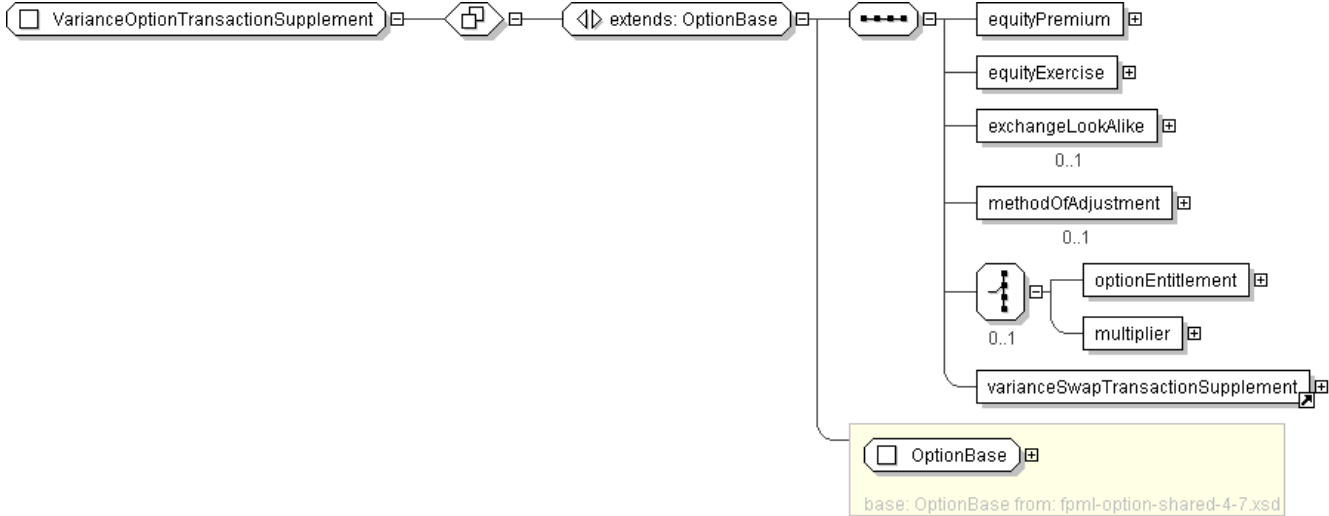 VarianceOptionTransactionSupplement
extends: OptionBase
equityPremium
equityExercise
exchangeLookAlike
0..1
methodOfAdjustment
0..1
optionEntitlement
multiplier
0..1
varianceSwapTransactionSupplement
OptionBase
base: OptionBase from: fpml-option-shared-4-7.xsd